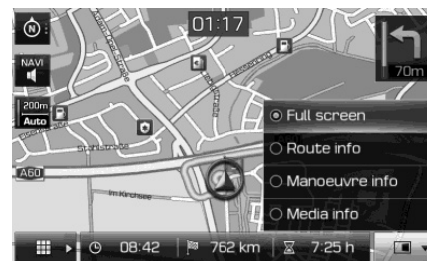 N
01:17
NAVI
70m
200m
Auto
Full screen
Stahlstraße
Route info
A60
Manoeuvre info
Im Kirchsee
Media info
08:42
762 km
7:25 h